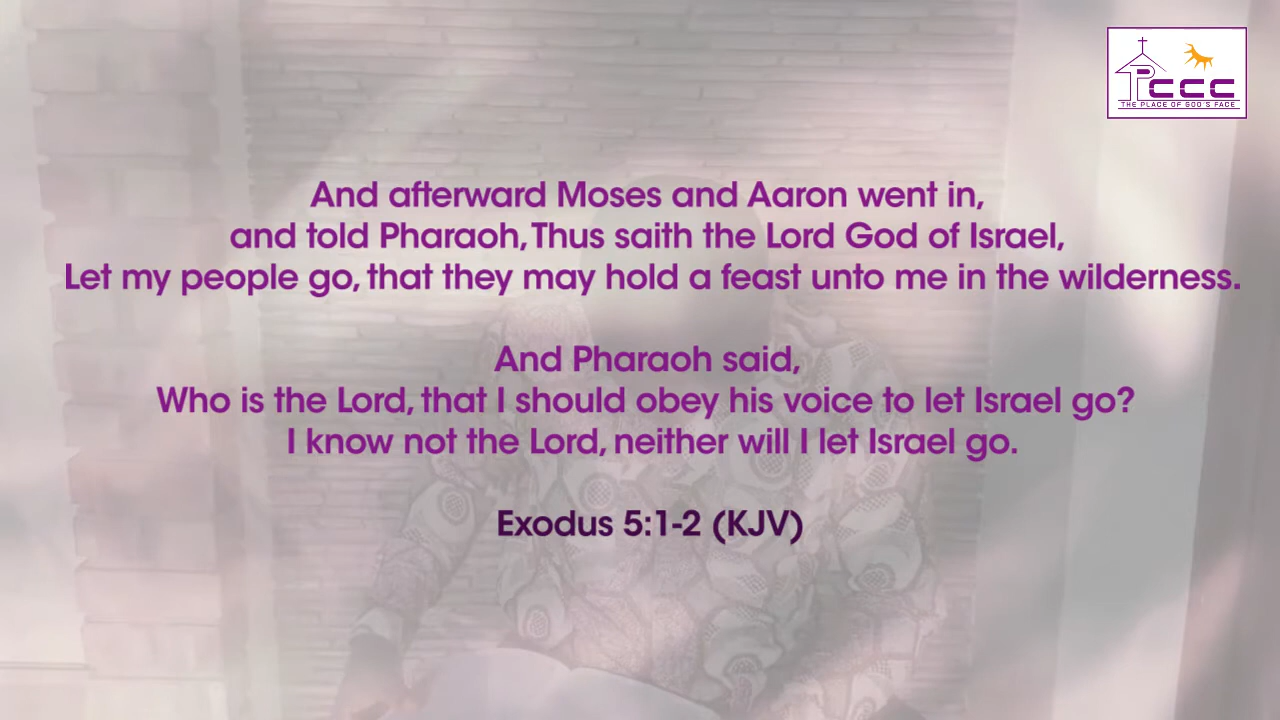 PCCC
THE PLACE OF GOD'S FACE
And afterward Moses and Aaron went in,
and told Pharaoh, Thus saith the Lord God of Israel,
Let my people go, that they may hold a feast unto me in the wilderness.
And Pharaoh said,
Who is the Lord, that I should obey his voice to let Israel go?
I know not the Lord, neither will I let Israel go.
Exodus 5:1-2 (KJV)